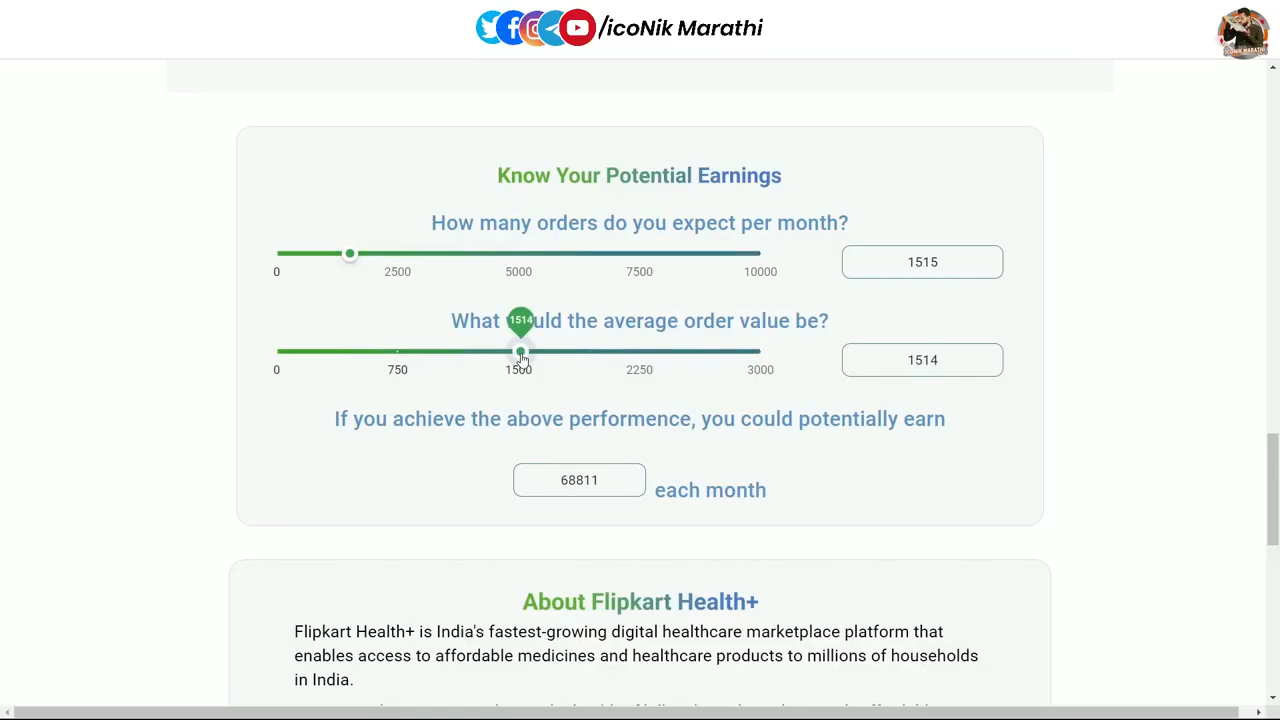 /icoNik Marathi
ICONIK MARATHI
Know Your Potential Earnings
How many orders do you expect per month?
0 2500 5000 7500 10000
1515
What would the average order value be?
1514
0 750 1500 2250 3000
1514
If you achieve the above performence, you could potentially earn
68811 each month
About Flipkart Health+
Flipkart Health+ is India's fastest-growing digital healthcare marketplace platform that
enables access to affordable medicines and healthcare products to millions of households
in India.